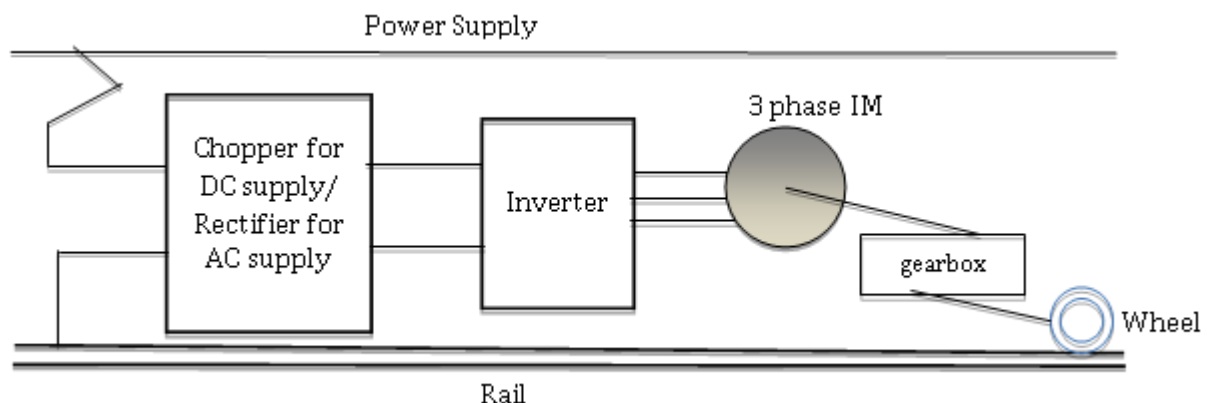 Power Supply
3 phase IM
Chopper for
DC supply/
Rectifier for
AC supply
Inverter
gearbox
Wheel
Rail